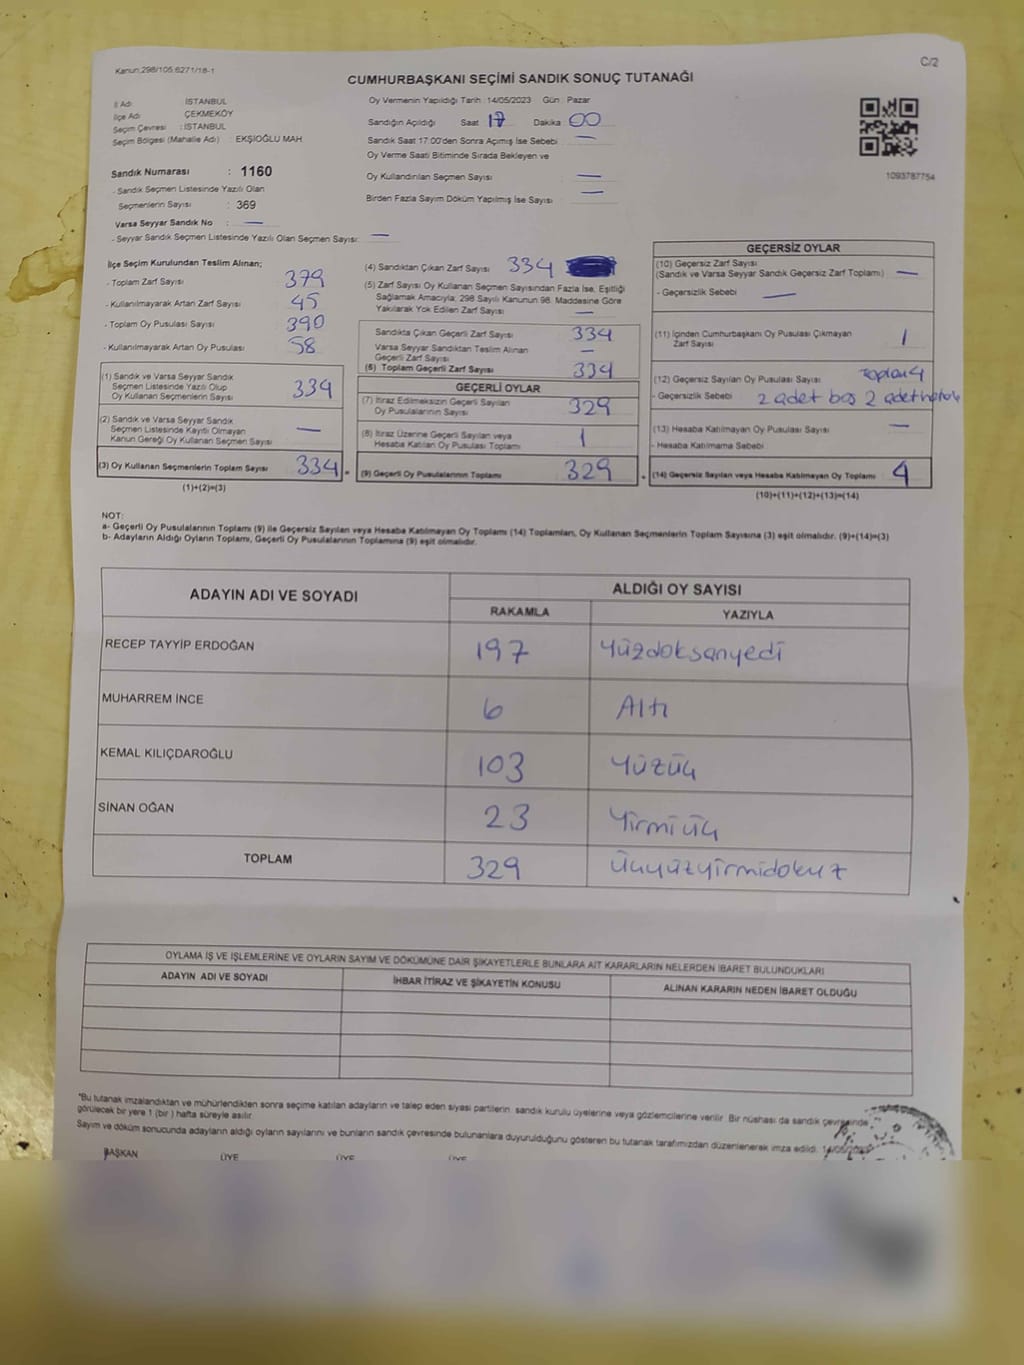 Kanun:298/105.6271/18-1
C/2
CUMHURBAŞKANI SEÇİMİ SANDIK SONUÇ TUTANAĞI
İl Adı İSTANBUL
İlçe Adı ÇEKMEKÖY
Seçim Çevresi : İSTANBUL
Seçim Bölgesi (Mahalle Adı) : EKŞİOĞLU MAH
Sandık Numarası : 1160
- Sandık Seçmen Listesinde Yazılı Olan
Seçmenlerin Sayısı : 369
Varsa Seyyar Sandık No : —
- Seyyar Sandık Seçmen Listesinde Yazılı Olan Seçmen Sayısı: —
Oy Vermenin Yapıldığı Tarih : 14/05/2023 Gün : Pazar
Sandığın Açıldığı Saat 17 Dakika 00
Sandık Saat 17:00'den Sonra Açılmış İse Sebebi —
Oy Verme Saati Bitiminde Sırada Bekleyen ve
Oy Kullandırılan Seçmen Sayısı —
Birden Fazla Sayım Döküm Yapılmış İse Sayısı —
1093787754
İlçe Seçim Kurulundan Teslim Alınan;
- Toplam Zarf Sayısı 379
- Kullanılmayarak Artan Zarf Sayısı 45
- Toplam Oy Pusulası Sayısı 390
- Kullanılmayarak Artan Oy Pusulası 58
(1) Sandık ve Varsa Seyyar Sandık
Seçmen Listesinde Yazılı Olup
Oy Kullanan Seçmenlerin Sayısı 334
(2) Sandık ve Varsa Seyyar Sandık
Seçmen Listesinde Kayıtlı Olmayan
Kanun Gereği Oy Kullanan Seçmen Sayısı —
(3) Oy Kullanan Seçmenlerin Toplam Sayısı 334 =
(1)+(2)=(3)
(4) Sandıktan Çıkan Zarf Sayısı 334
(5) Zarf Sayısı Oy Kullanan Seçmen Sayısından Fazla İse, Eşitliği
Sağlamak Amacıyla; 298 Sayılı Kanunun 98. Maddesine Göre
Yakılarak Yok Edilen Zarf Sayısı —
Sandıkta Çıkan Geçerli Zarf Sayısı 334
Varsa Seyyar Sandıktan Teslim Alınan
Geçerli Zarf Sayısı —
(6) Toplam Geçerli Zarf Sayısı 334
GEÇERLİ OYLAR
(7) İtiraz Edilmeksizin Geçerli Sayılan
Oy Pusulalarının Sayısı 329
(8) İtiraz Üzerine Geçerli Sayılan veya
Hesaba Katılan Oy Pusulası Toplamı 1
(9) Geçerli Oy Pusulalarının Toplamı 329 +
GEÇERSİZ OYLAR
(10) Geçersiz Zarf Sayısı
(Sandık ve Varsa Seyyar Sandık Geçersiz Zarf Toplamı) —
- Geçersizlik Sebebi —
(11) İçinden Cumhurbaşkanı Oy Pusulası Çıkmayan
Zarf Sayısı 1
(12) Geçersiz Sayılan Oy Pusulası Sayısı Toplam 4
- Geçersizlik Sebebi 2 adet boş 2 adet
(13) Hesaba Katılmayan Oy Pusulası Sayısı —
- Hesaba Katılmama Sebebi
(14) Geçersiz Sayılan veya Hesaba Katılmayan Oy Toplamı 4
(10)+(11)+(12)+(13)=(14)
NOT:
a- Geçerli Oy Pusulalarının Toplamı (9) ile Geçersiz Sayılan veya Hesaba Katılmayan Oy Toplamı (14) Toplamları, Oy Kullanan Seçmenlerin Toplam Sayısına (3) eşit olmalıdır. (9)+(14)=(3)
b- Adayların Aldığı Oyların Toplamı, Geçerli Oy Pusulalarının Toplamına (9) eşit olmalıdır.
ADAYIN ADI VE SOYADI ALDIĞI OY SAYISI
RAKAMLA YAZIYLA
RECEP TAYYİP ERDOĞAN 197 Yüzdoksanyedi
MUHARREM İNCE 6 Altı
KEMAL KILIÇDAROĞLU 103 Yüzüç
SİNAN OĞAN 23 Yirmiüç
TOPLAM 329 Üçyüzyirmidokuz
OYLAMA İŞ VE İŞLEMLERİNE VE OYLARIN SAYIM VE DÖKÜMÜNE DAİR ŞİKAYETLERLE BUNLARA AİT KARARLARIN NELERDEN İBARET BULUNDUKLARI
ADAYIN ADI VE SOYADI İHBAR İTİRAZ VE ŞİKAYETİN KONUSU ALINAN KARARIN NEDEN İBARET OLDUĞU
"Bu tutanak imzalandıktan ve mühürlendikten sonra seçime katılan adayların ve talep eden siyasi partilerin sandık kurulu üyelerine veya gözlemcilerine verilir. Bir nüshası da sandık çevresinde
görülecek bir yere 1 (bir ) hafta süreyle asılır.
Sayım ve döküm sonucunda adayların aldığı oyların sayılarını ve bunların sandık çevresinde bulunanlara duyurulduğunu gösteren bu tutanak tarafımızdan düzenlenerek imza edildi. 14/05/2023
BAŞKAN ÜYE ÜYE ÜYE